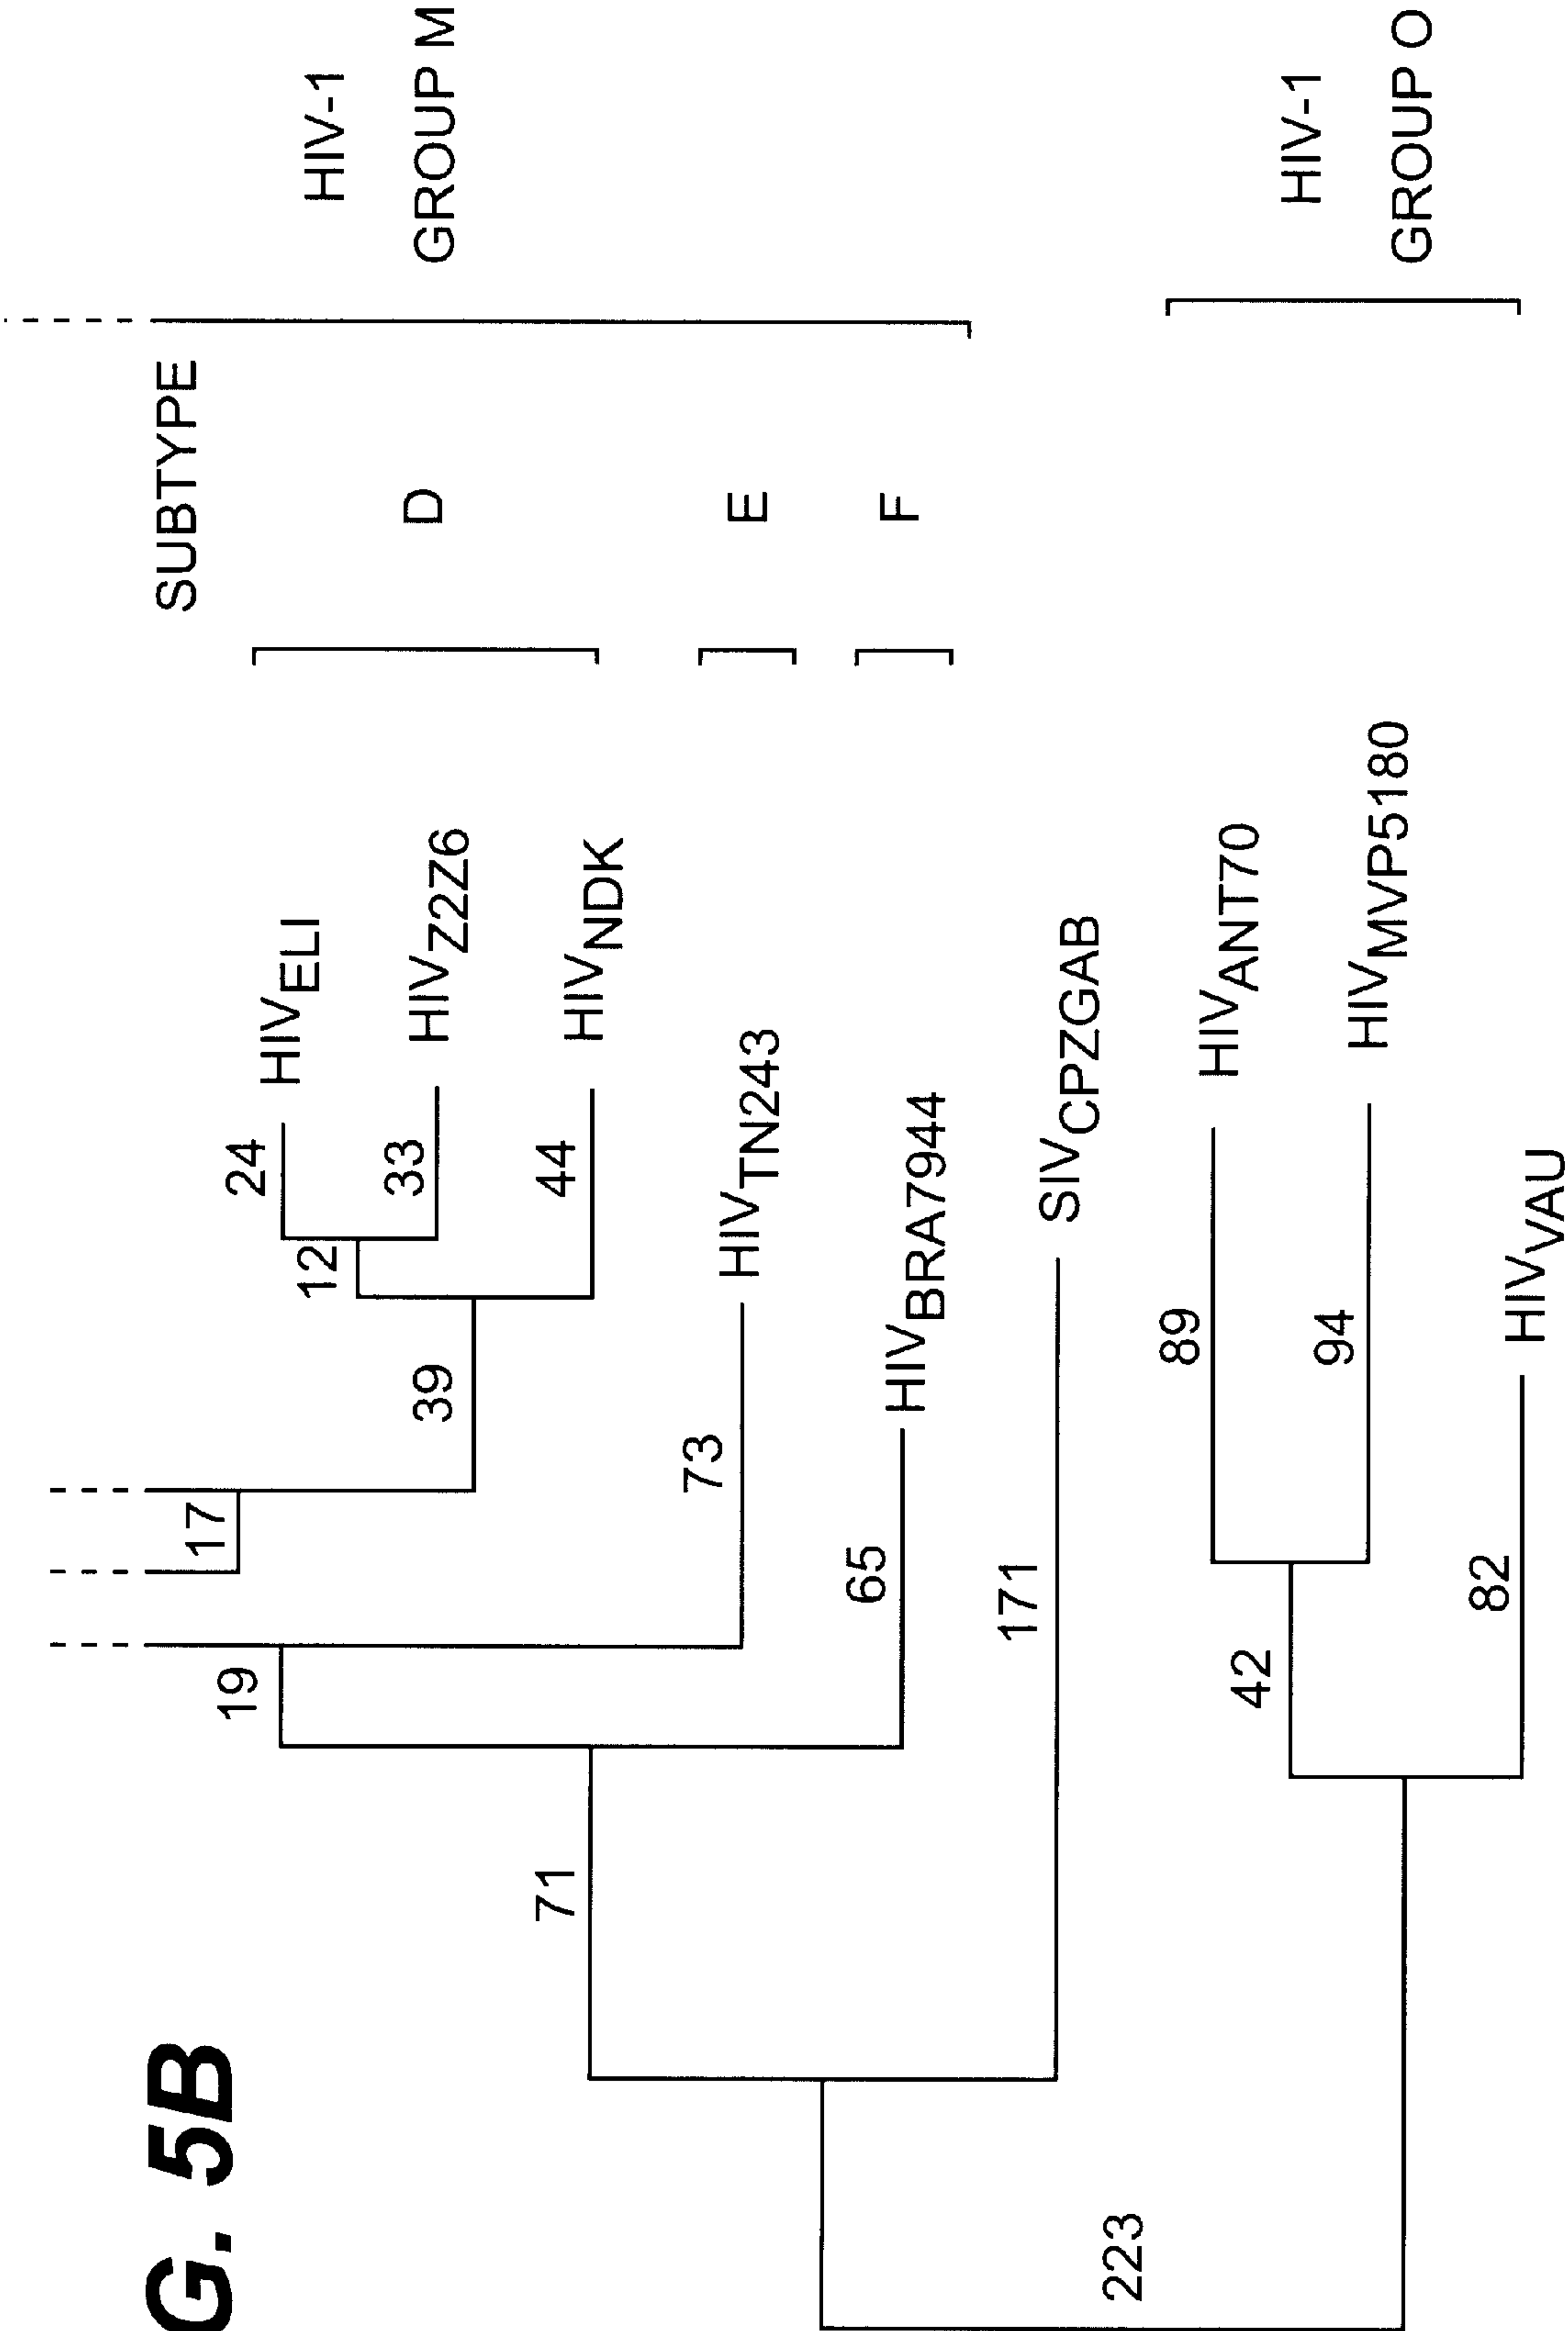 G. 5B
SUBTYPE
HIV-1
GROUP M
17
19
24
HIVELI
12
33
HIVZ2Z6
D
39
44
HIVNDK
71
73
HIVTN243
E
65
HIVBRA7944
F
171
SIVCPZGAB
223
89
HIVANT70
HIV-1
GROUP O
42
94
HIVMVP5180
82
HIVVAU